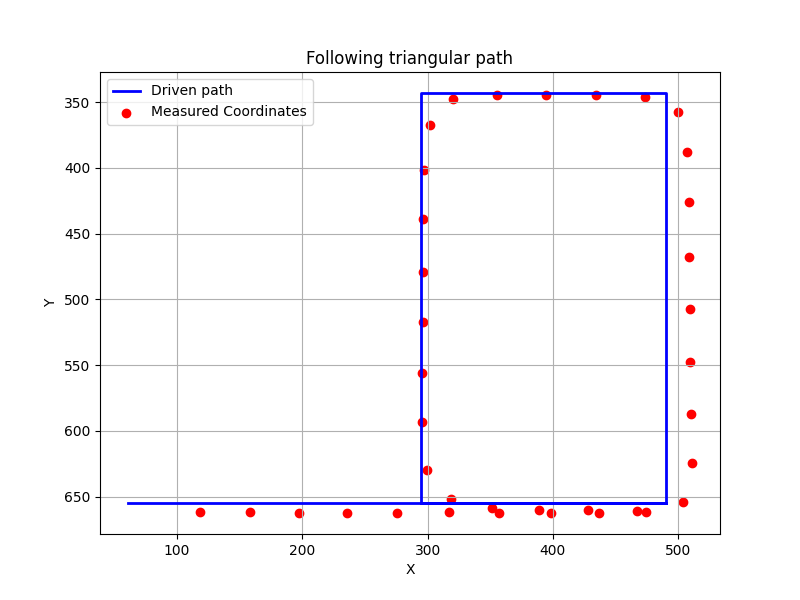 Following triangular path
Driven path
Measured Coordinates
350
400
450
500
550
600
650
Y
100
200
300
400
500
X